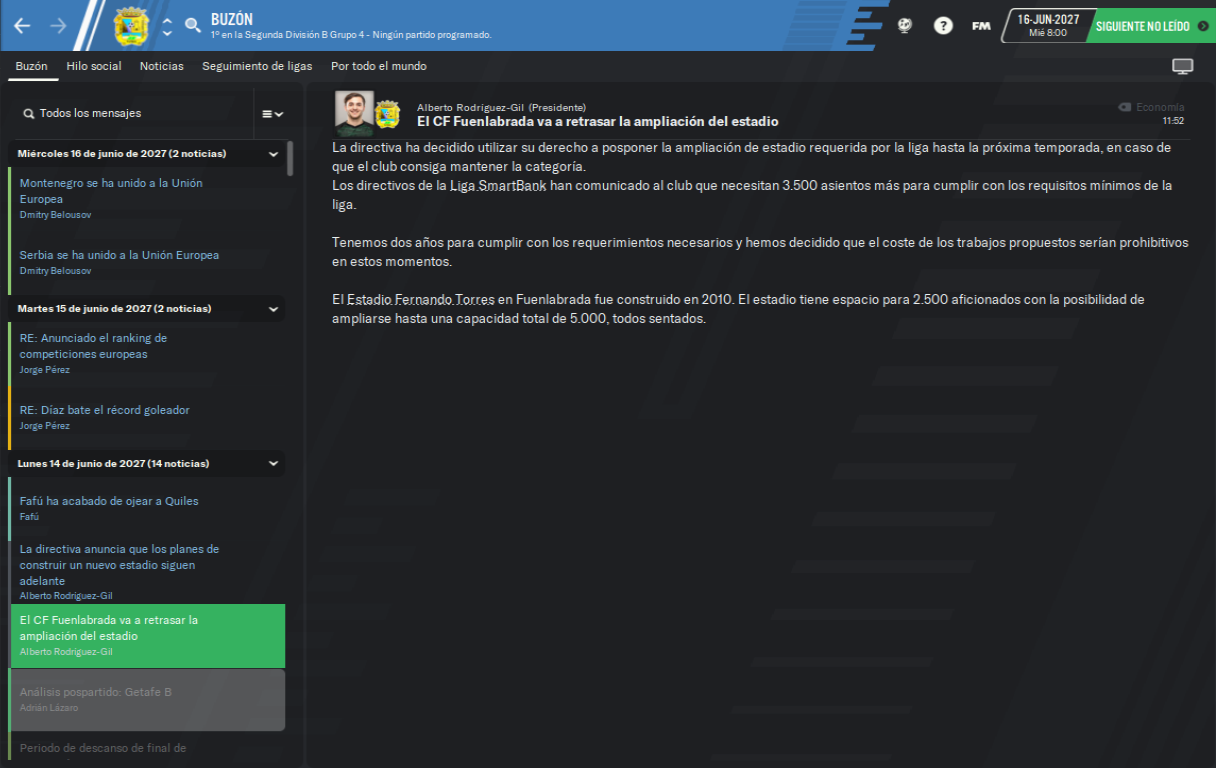 BUZÓN
1º en la Segunda División B Grupo 4 - Ningún partido programado.
?
FM
16-JUN-2027
Mié 8:00
SIGUIENTE NO LEÍDO
Buzón
Hilo social
Noticias
Seguimiento de ligas
Por todo el mundo
Todos los mensajes
Miércoles 16 de junio de 2027 (2 noticias)
Montenegro se ha unido a la Unión
Europea
Dmitry Belousov
Serbia se ha unido a la Unión Europea
Dmitry Belousov
Martes 15 de junio de 2027 (2 noticias)
RE: Anunciado el ranking de
competiciones europeas
Jorge Pérez
RE: Díaz bate el récord goleador
Jorge Pérez
Lunes 14 de junio de 2027 (14 noticias)
Fafú ha acabado de ojear a Quiles
Fafú
La directiva anuncia que los planes de
construir un nuevo estadio siguen
adelante
Alberto Rodríguez-Gil
El CF Fuenlabrada va a retrasar la
ampliación del estadio
Alberto Rodríguez-Gil
Análisis pospartido: Getafe B
Adrián Lázaro
Periodo de descanso de final de
Alberto Rodríguez-Gil (Presidente)
El CF Fuenlabrada va a retrasar la ampliación del estadio
Economía
11:52
La directiva ha decidido utilizar su derecho a posponer la ampliación de estadio requerida por la liga hasta la próxima temporada, en caso de
que el club consiga mantener la categoría.
Los directivos de la Liga SmartBank han comunicado al club que necesitan 3.500 asientos más para cumplir con los requisitos mínimos de la
liga.
Tenemos dos años para cumplir con los requerimientos necesarios y hemos decidido que el coste de los trabajos propuestos serían prohibitivos
en estos momentos.
El Estadio Fernando Torres en Fuenlabrada fue construido en 2010. El estadio tiene espacio para 2.500 aficionados con la posibilidad de
ampliarse hasta una capacidad total de 5.000, todos sentados.